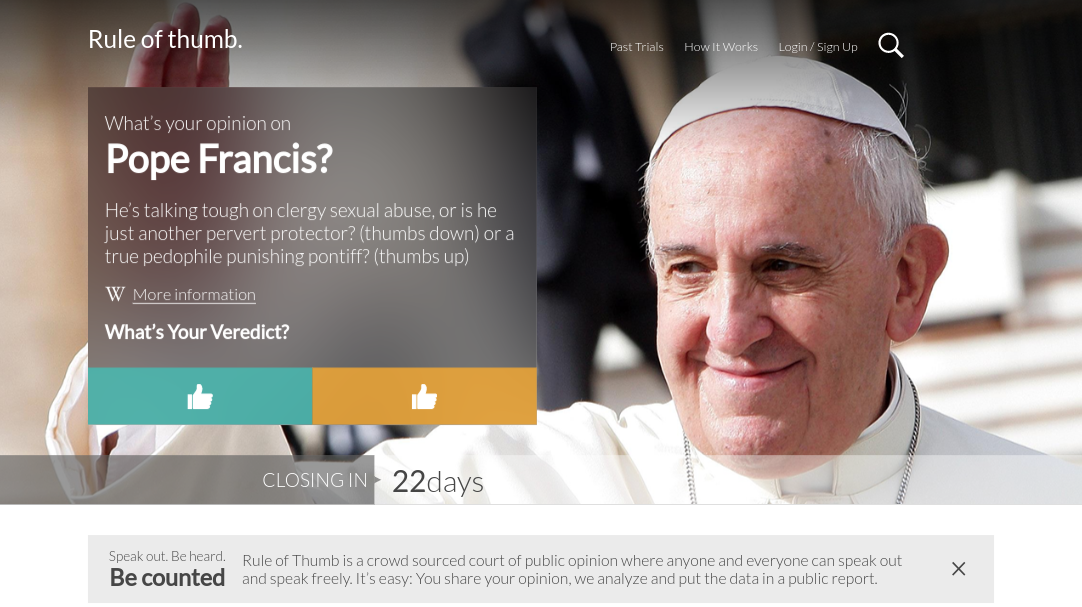 Rule of thumb.
Past Trials How It Works Login / Sign Up
What's your opinion on
Pope Francis?
He's talking tough on clergy sexual abuse, or is he
just another pervert protector? (thumbs down) or a
true pedophile punishing pontiff? (thumbs up)
W More information
What's Your Veredict?
CLOSING IN 22days
Speak out. Be heard.
Be counted
Rule of Thumb is a crowd sourced court of public opinion where anyone and everyone can speak out
and speak freely. It's easy: You share your opinion, we analyze and put the data in a public report.